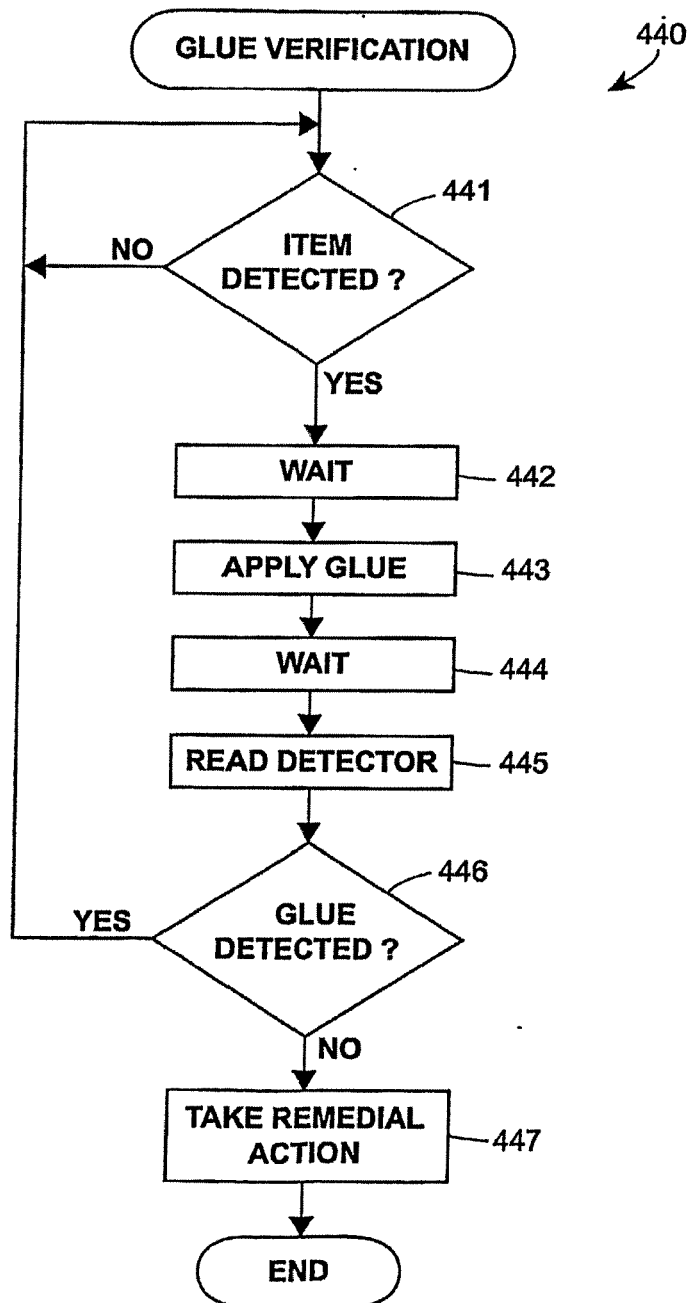 GLUE VERIFICATION
440
441
ITEM
DETECTED ?
NO
YES
WAIT
442
APPLY GLUE
443
WAIT
444
READ DETECTOR
445
446
GLUE
DETECTED ?
YES
NO
TAKE REMEDIAL
ACTION
447
END